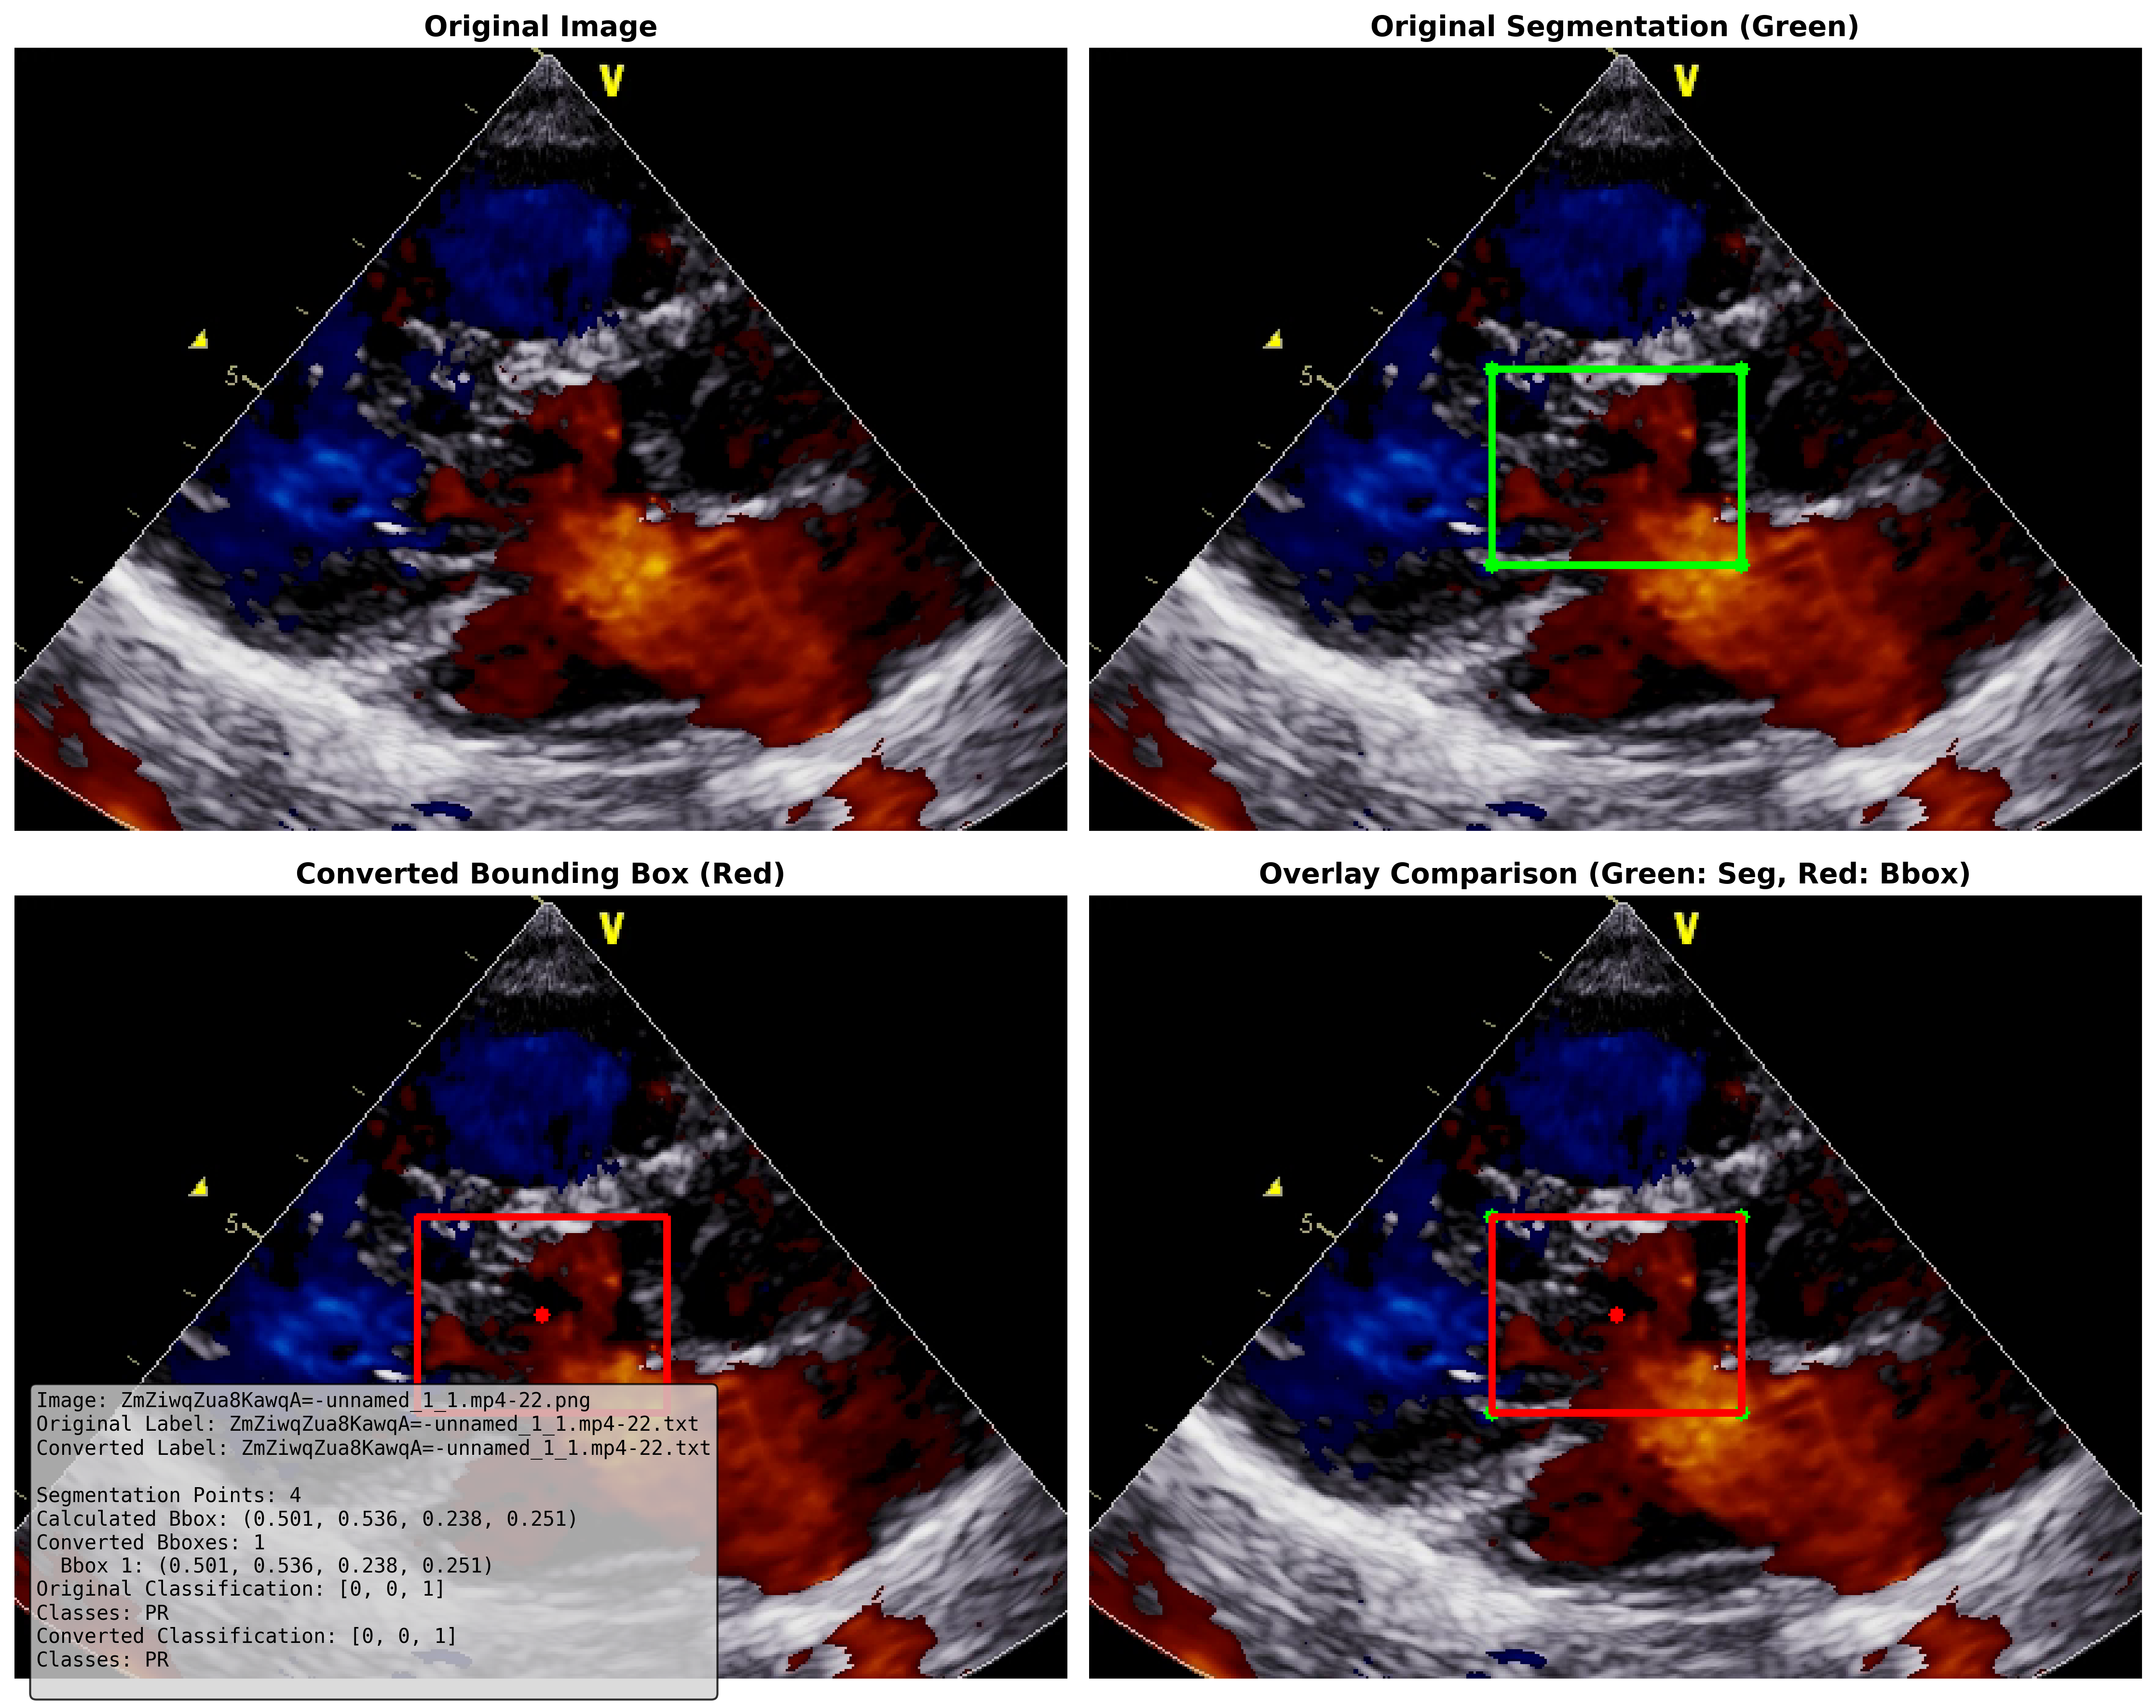 Original Image
V
5
Original Segmentation (Green)
V
5
Converted Bounding Box (Red)
V
5
Image: ZmZiwqZua8KawqA=-unnamed_1_1.mp4-22.png
Original Label: ZmZiwqZua8KawqA=-unnamed_1_1.mp4-22.txt
Converted Label: ZmZiwqZua8KawqA=-unnamed_1_1.mp4-22.txt
Segmentation Points: 4
Calculated Bbox: (0.501, 0.536, 0.238, 0.251)
Converted Bboxes: 1
Bbox 1: (0.501, 0.536, 0.238, 0.251)
Original Classification: [0, 0, 1]
Classes: PR
Converted Classification: [0, 0, 1]
Classes: PR
Overlay Comparison (Green: Seg, Red: Bbox)
V
5